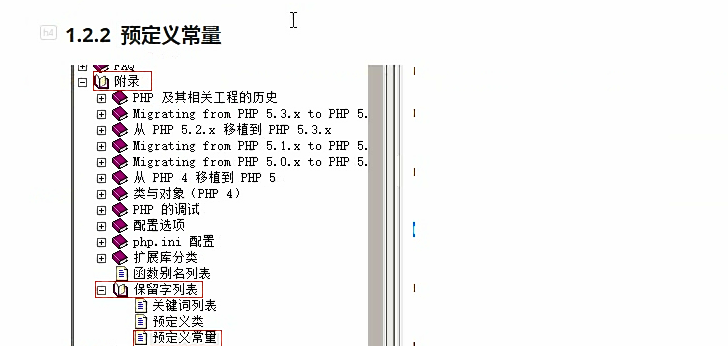 h4
1.2.2 预定义常量
FAQ
附录
PHP 及其相关工程的历史
Migrating from PHP 5.3.x to PHP 5.
从 PHP 5.2.x 移植到 PHP 5.3.x
Migrating from PHP 5.1.x to PHP 5.
Migrating from PHP 5.0.x to PHP 5.
从 PHP 4 移植到 PHP 5
类与对象（PHP 4）
PHP 的调试
配置选项
php.ini 配置
扩展库分类
函数别名列表
保留字列表
关键词列表
预定义类
预定义常量